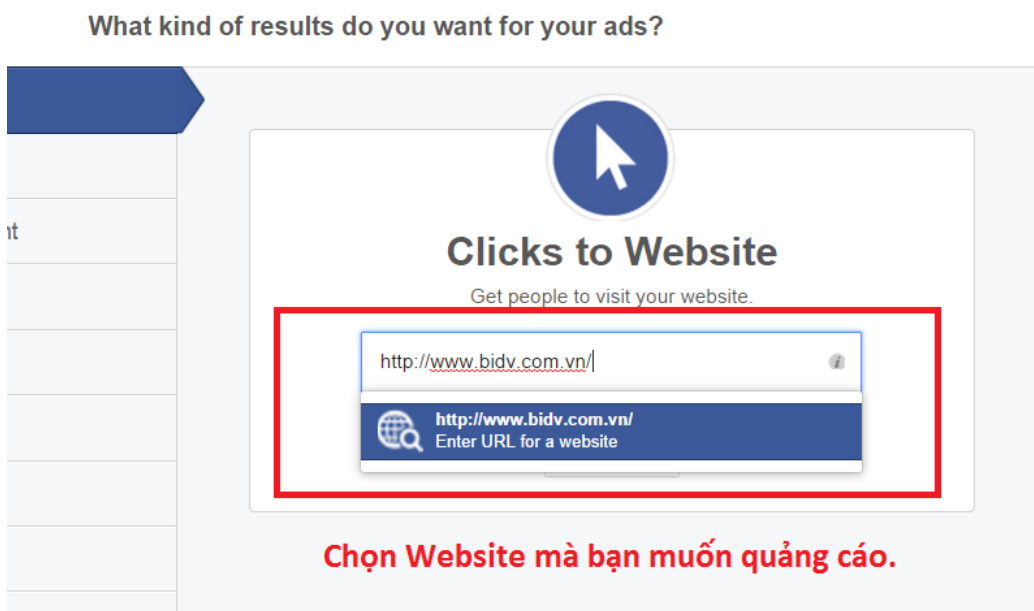 What kind of results do you want for your ads?
Clicks to Website
Get people to visit your website.
http://www.bidv.com.vn/
http://www.bidv.com.vn/
Enter URL for a website
Chọn Website mà bạn muốn quảng cáo.